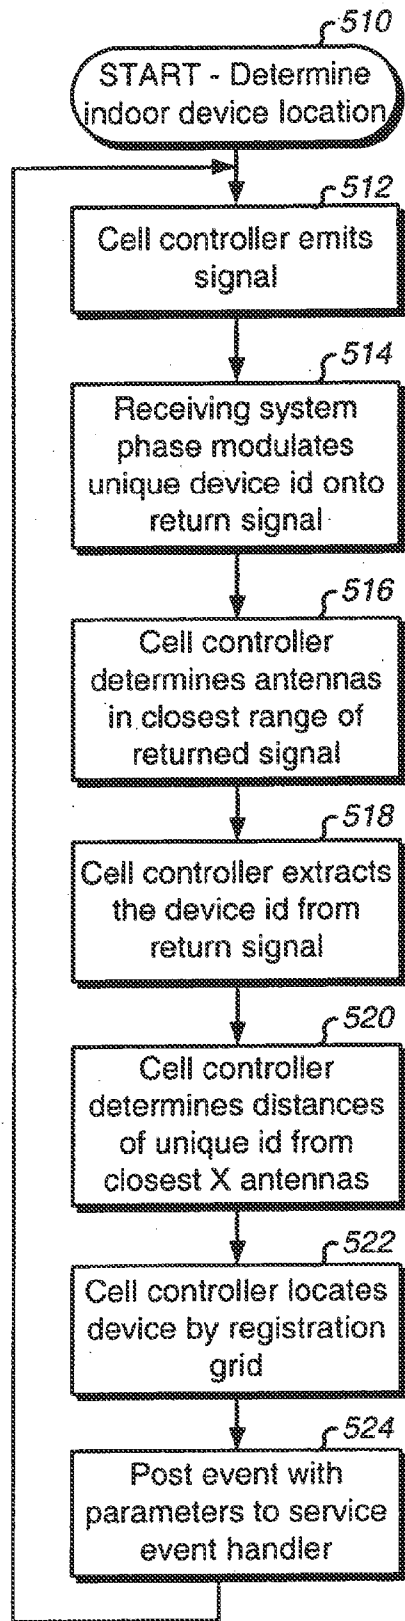 510
START - Determine
indoor device location
512
Cell controller emits
signal
514
Receiving system
phase modulates
unique device id onto
return signal
516
Cell controller
determines antennas
in closest range of
returned signal
518
Cell controller extracts
the device id from
return signal
520
Cell controller
determines distances
of unique id from
closest X antennas
522
Cell controller locates
device by registration
grid
524
Post event with
parameters to service
event handler